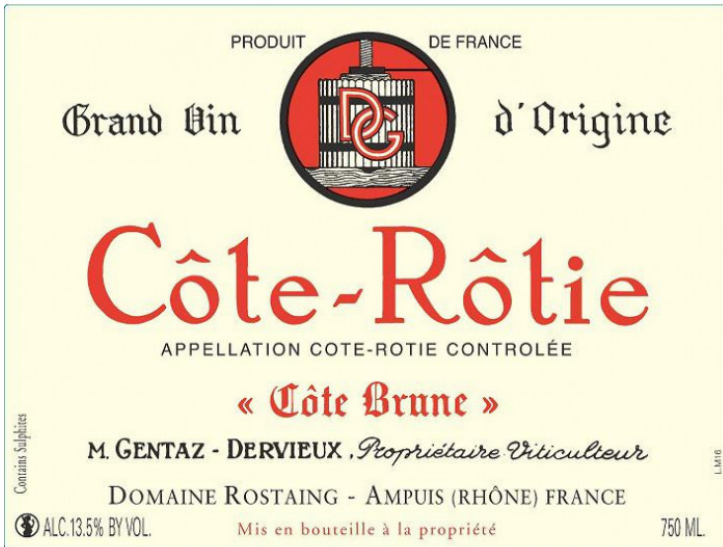 PRODUIT DE FRANCE
Grand Vin d'Origine
DG
Côte-Rôtie
APPELLATION COTE-ROTIE CONTROLÉE
« Côte Brune »
M. GENTAZ - DERVIEUX, Propriétaire-Viticulteur
DOMAINE ROSTAING - AMPUIS (RHÔNE) FRANCE
ALC.13.5% BY VOL. Mis en bouteille à la propriété 750 ML.
Contains Sulphites
L.M16